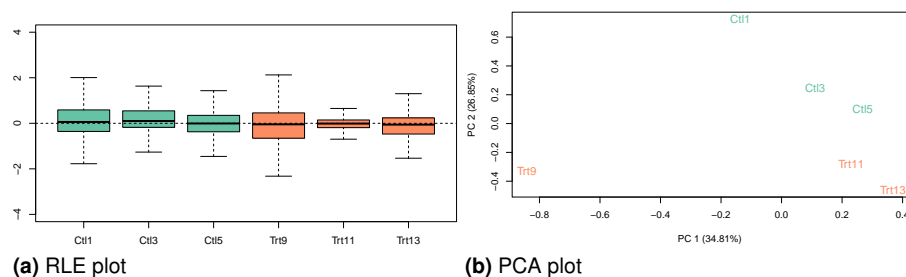 4
2
0
−2
−4
Ctl1 Ctl3 Ctl5 Trt9 Trt11 Trt13
(a) RLE plot
PC 2 (26.85%)
0.6
0.4
0.2
0.0
−0.2
−0.4
Ctl1
Ctl3
Ctl5
Trt11
Trt9
Trt13
−0.8 −0.6 −0.4 −0.2 0.0 0.2 0.4
PC 1 (34.81%)
(b) PCA plot